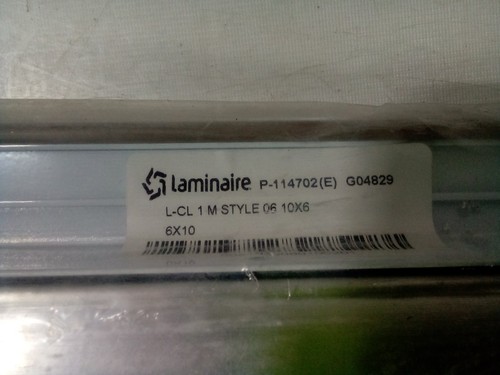 Laminaire P-114702(E) G04829
L-CL 1 M STYLE 06 10X6
6X10